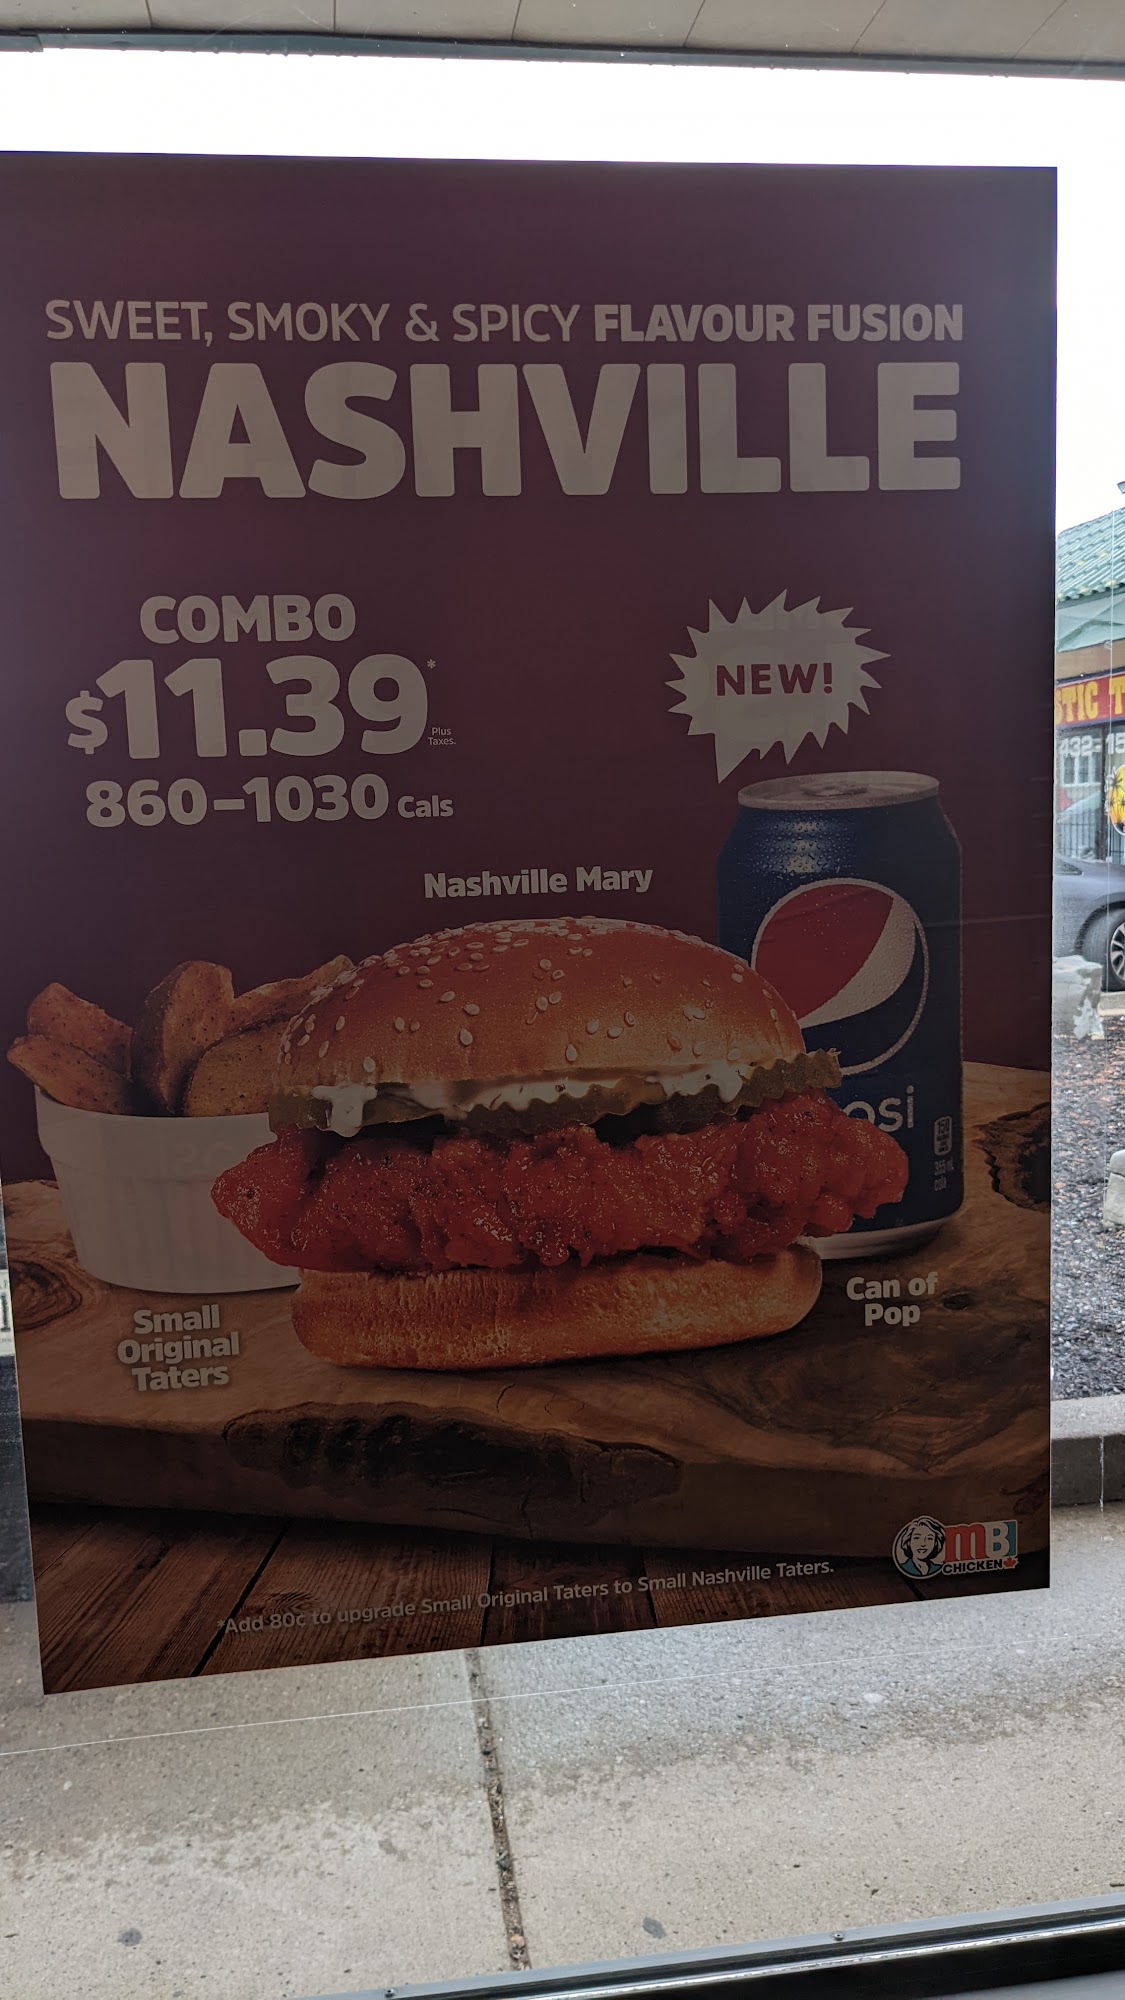 SWEET, SMOKY & SPICY FLAVOUR FUSION
NASHVILLE
COMBO
$11.39*
Plus
Taxes.
860–1030 Cals
NEW!
Nashville Mary
Small
Original
Taters
Can of
Pop
*Add 80¢ to upgrade Small Original Taters to Small Nashville Taters.
MB
CHICKEN